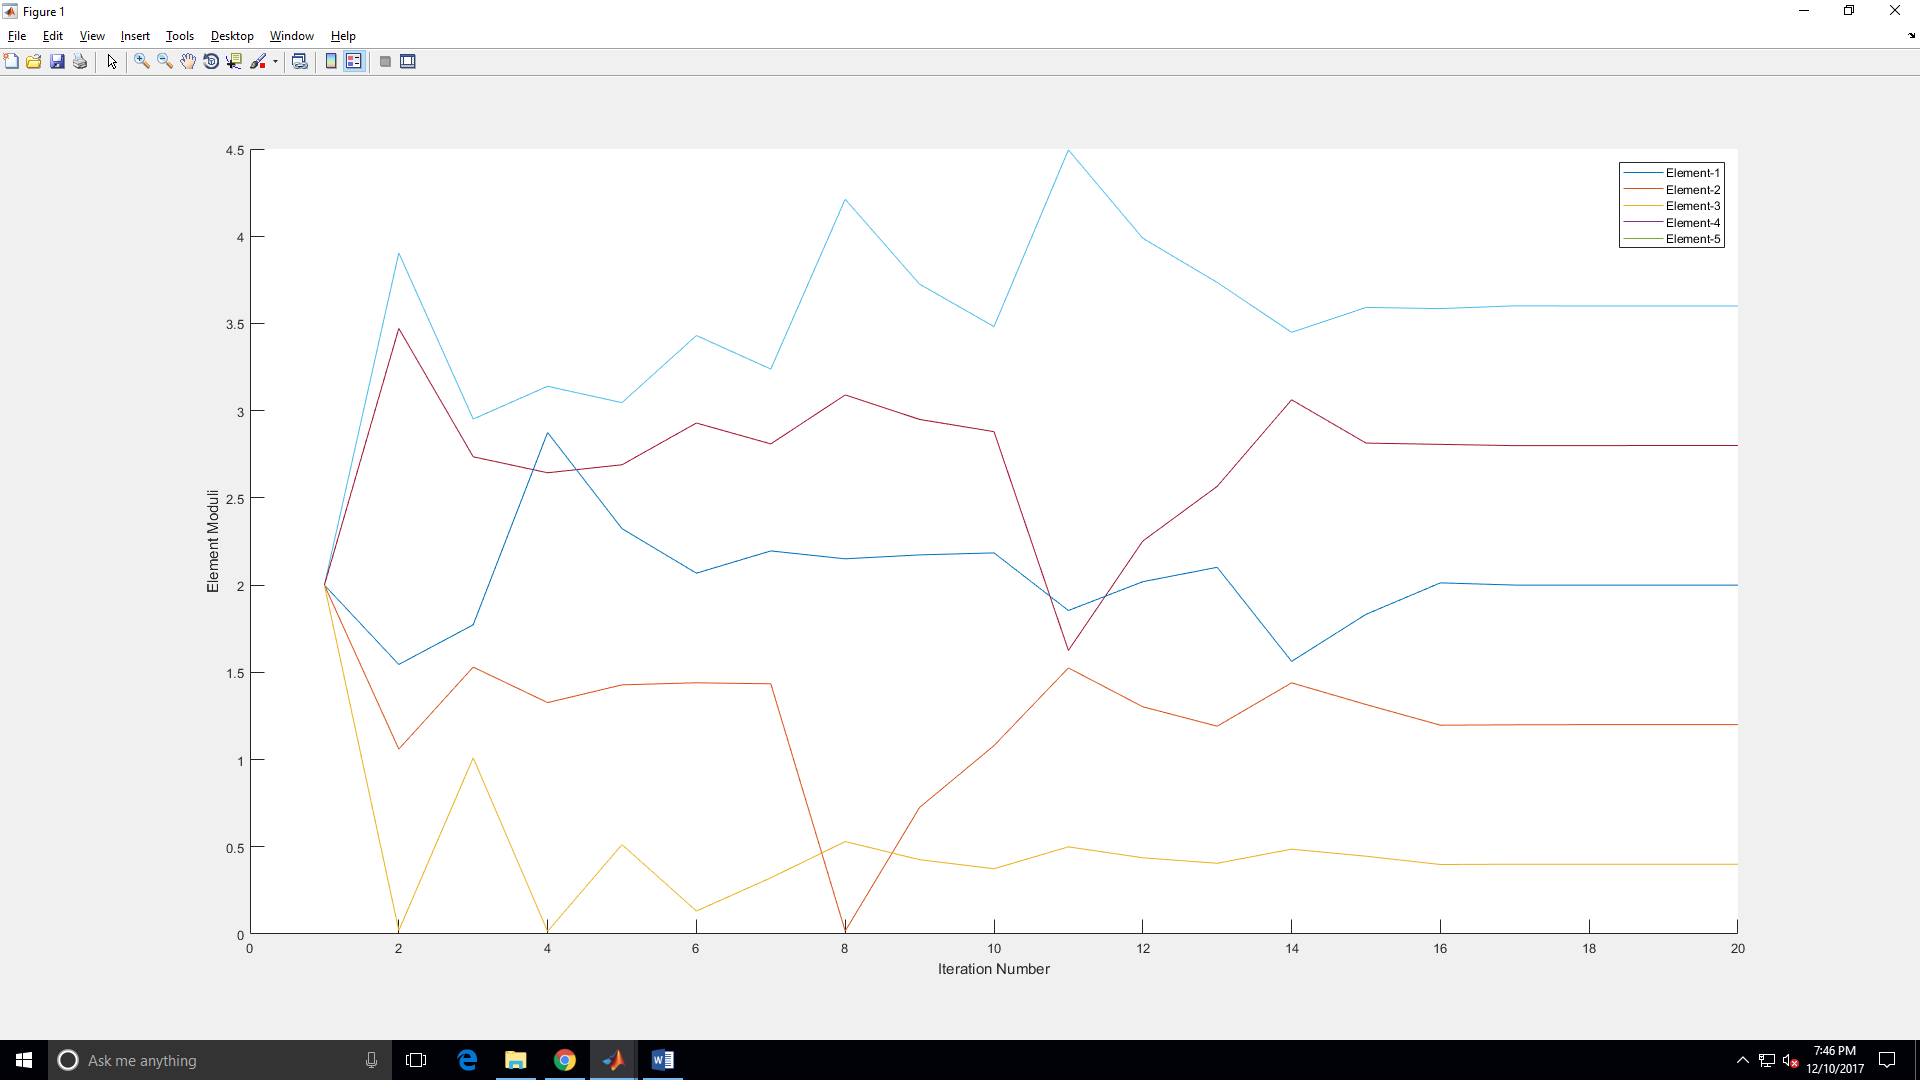 Figure 1
File Edit View Insert Tools Desktop Window Help
4.5
4
3.5
3
2.5
2
1.5
1
0.5
0
Element Moduli
0 2 4 6 8 10 12 14 16 18 20
Iteration Number
Element-1
Element-2
Element-3
Element-4
Element-5
Ask me anything
7:46 PM
12/10/2017